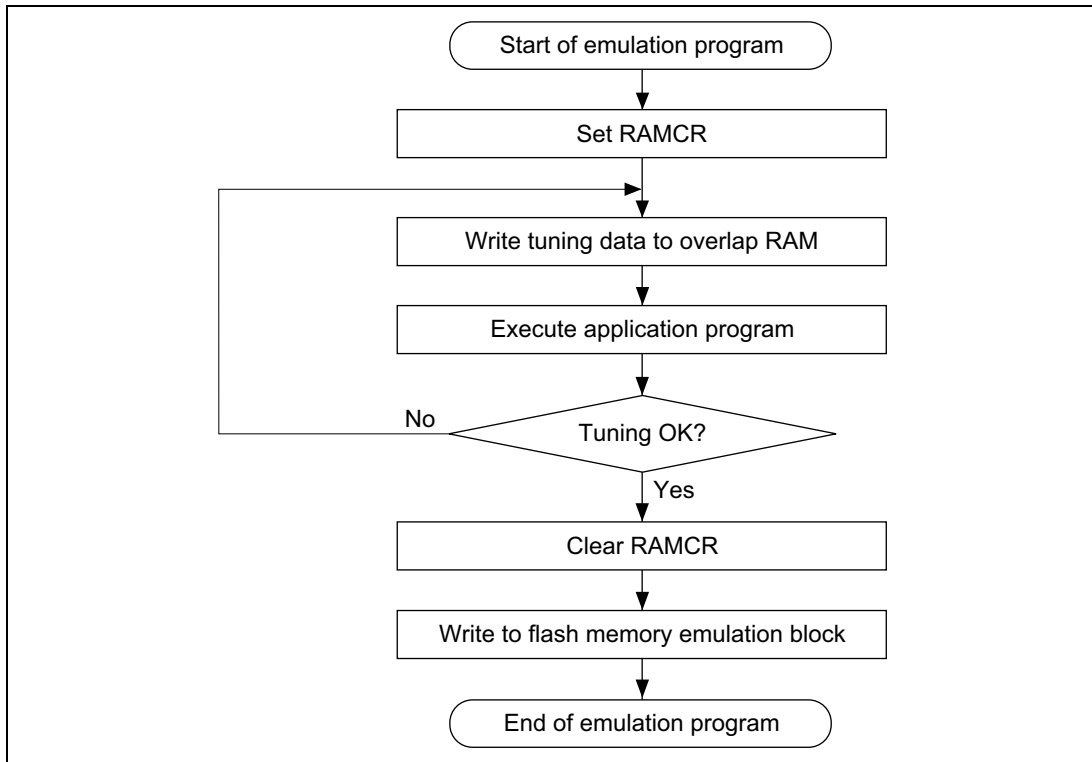 Start of emulation program
Set RAMCR
Write tuning data to overlap RAM
Execute application program
No
Tuning OK?
Yes
Clear RAMCR
Write to flash memory emulation block
End of emulation program